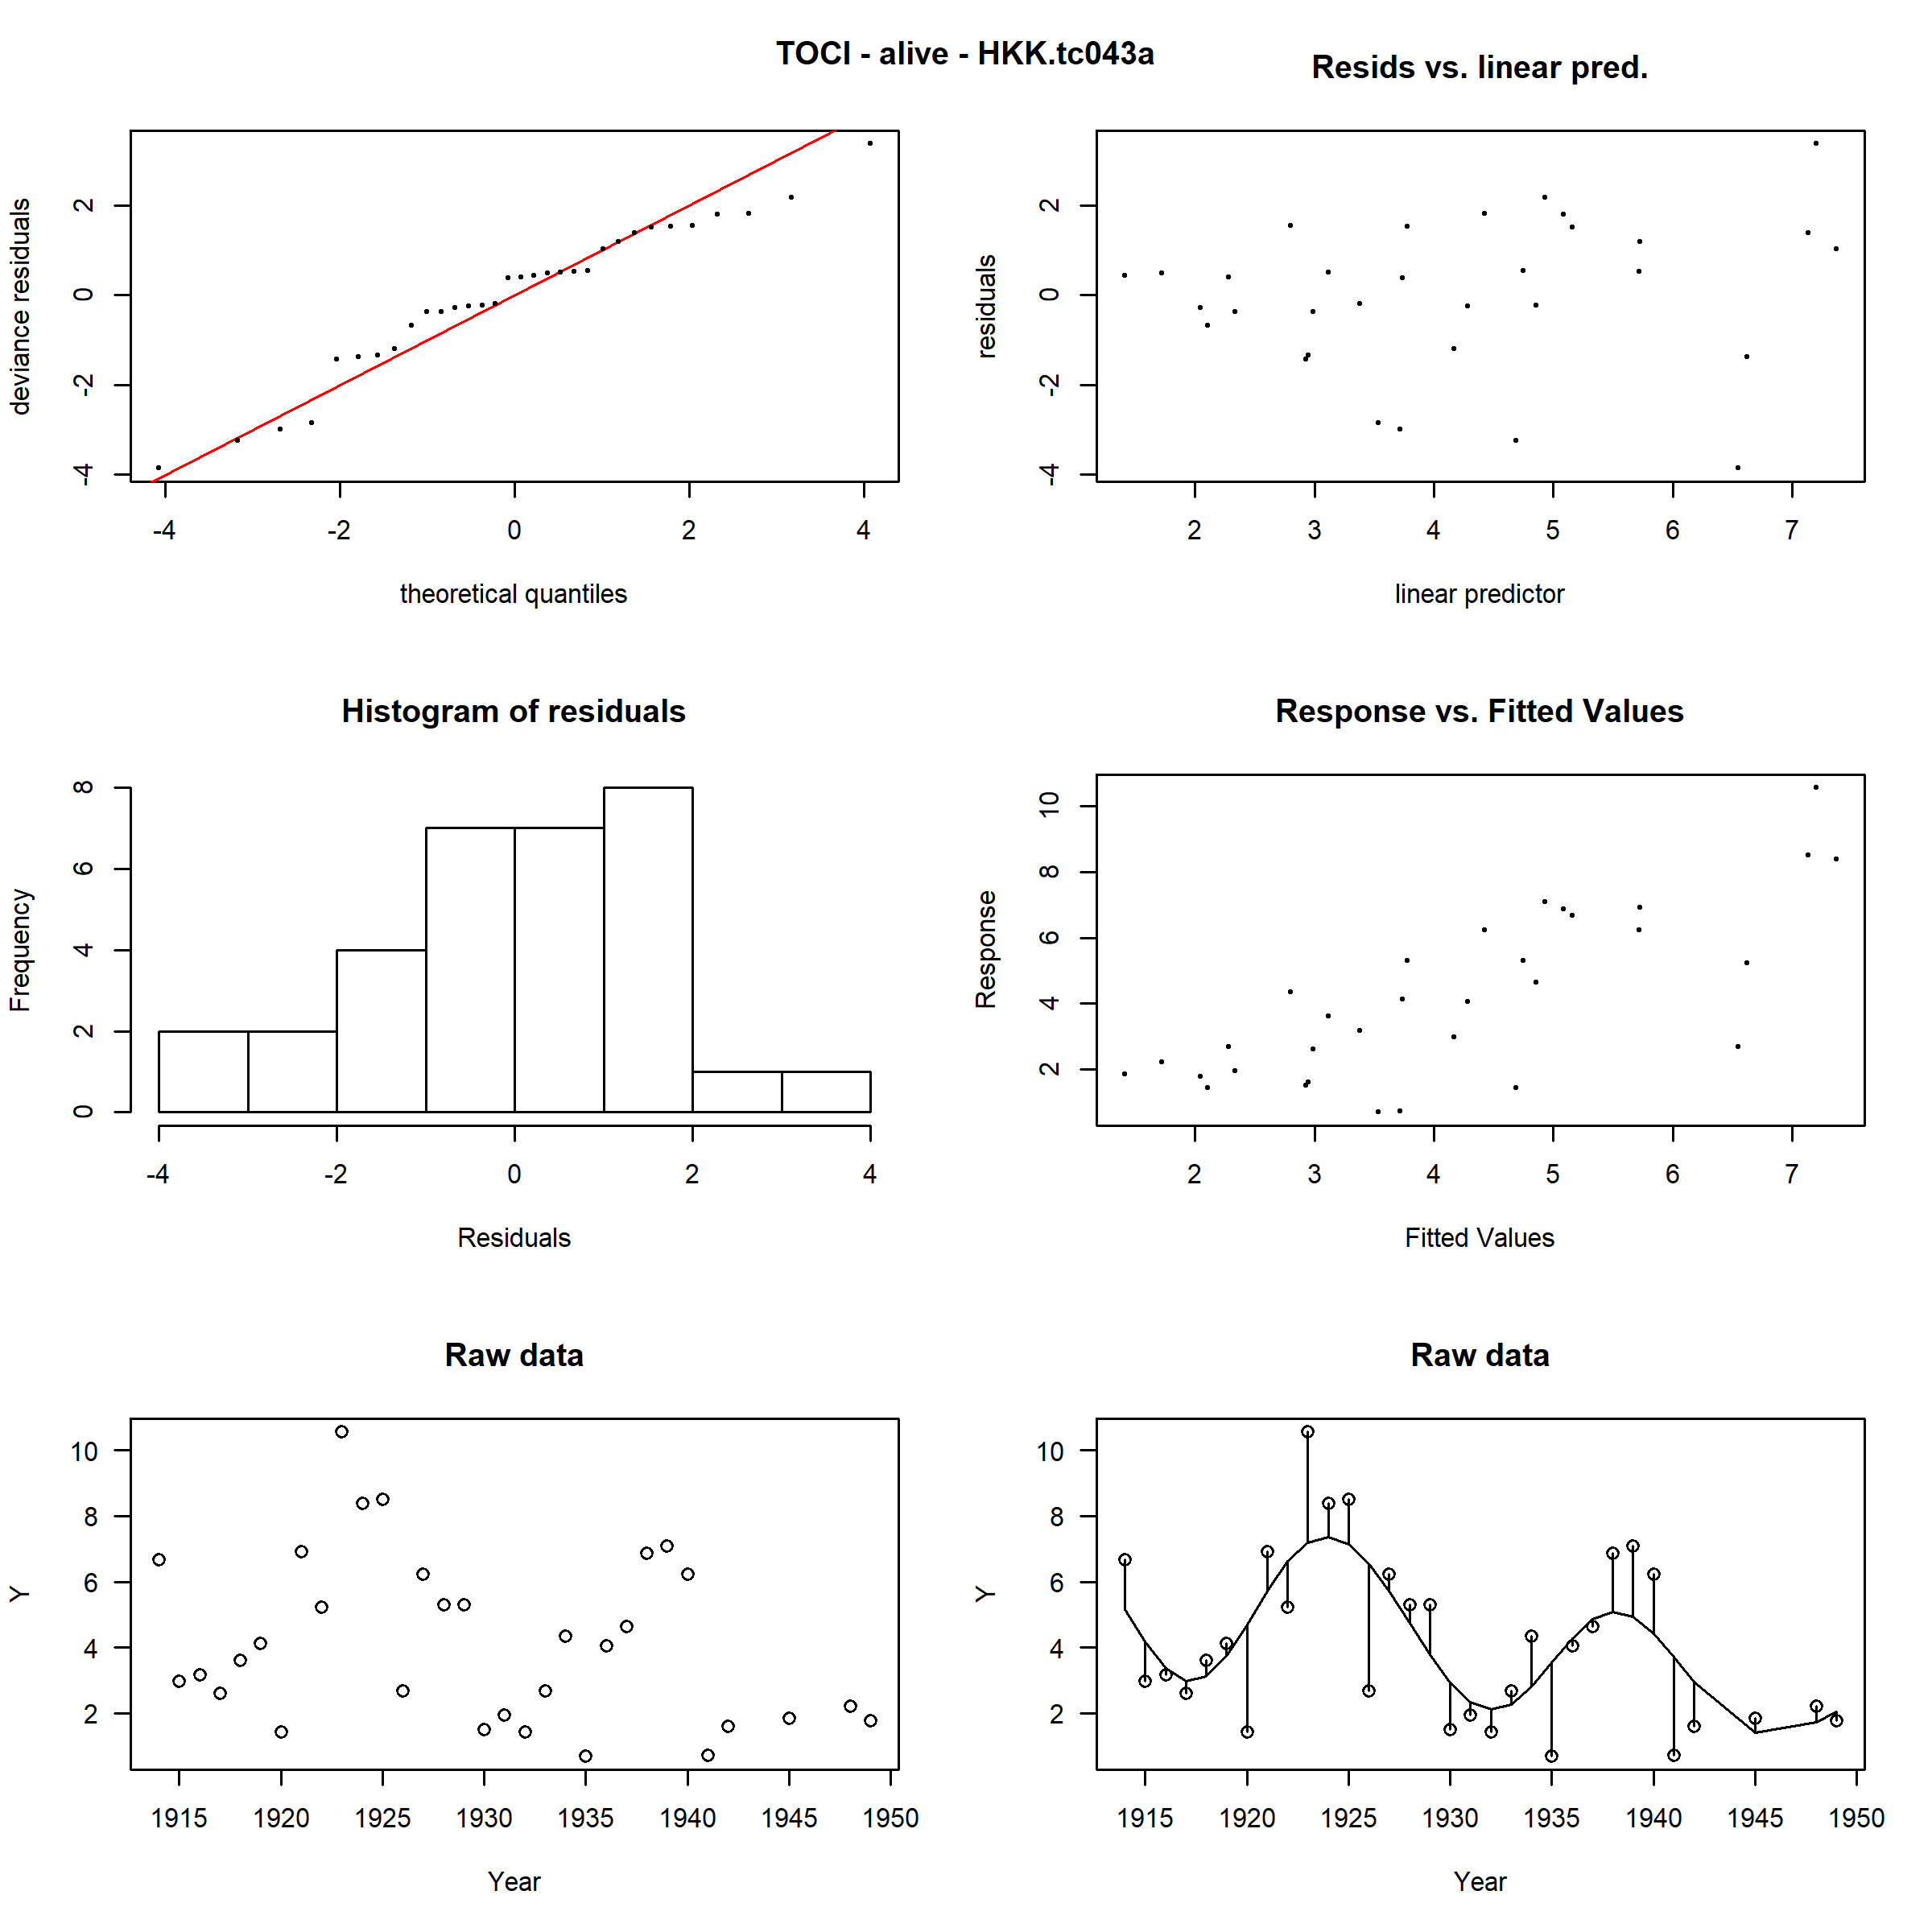 TOCI - alive - HKK.tc043a
deviance residuals
-4 -2 0 2
-4 -2 0 2 4
theoretical quantiles
Resids vs. linear pred.
residuals
-4 -2 0 2
2 3 4 5 6 7
linear predictor
Histogram of residuals
Frequency
0 2 4 6 8
-4 -2 0 2 4
Residuals
Response vs. Fitted Values
Response
2 4 6 8 10
2 3 4 5 6 7
Fitted Values
Raw data
Y
2 4 6 8 10
1915 1920 1925 1930 1935 1940 1945 1950
Year
Raw data
Y
2 4 6 8 10
1915 1920 1925 1930 1935 1940 1945 1950
Year